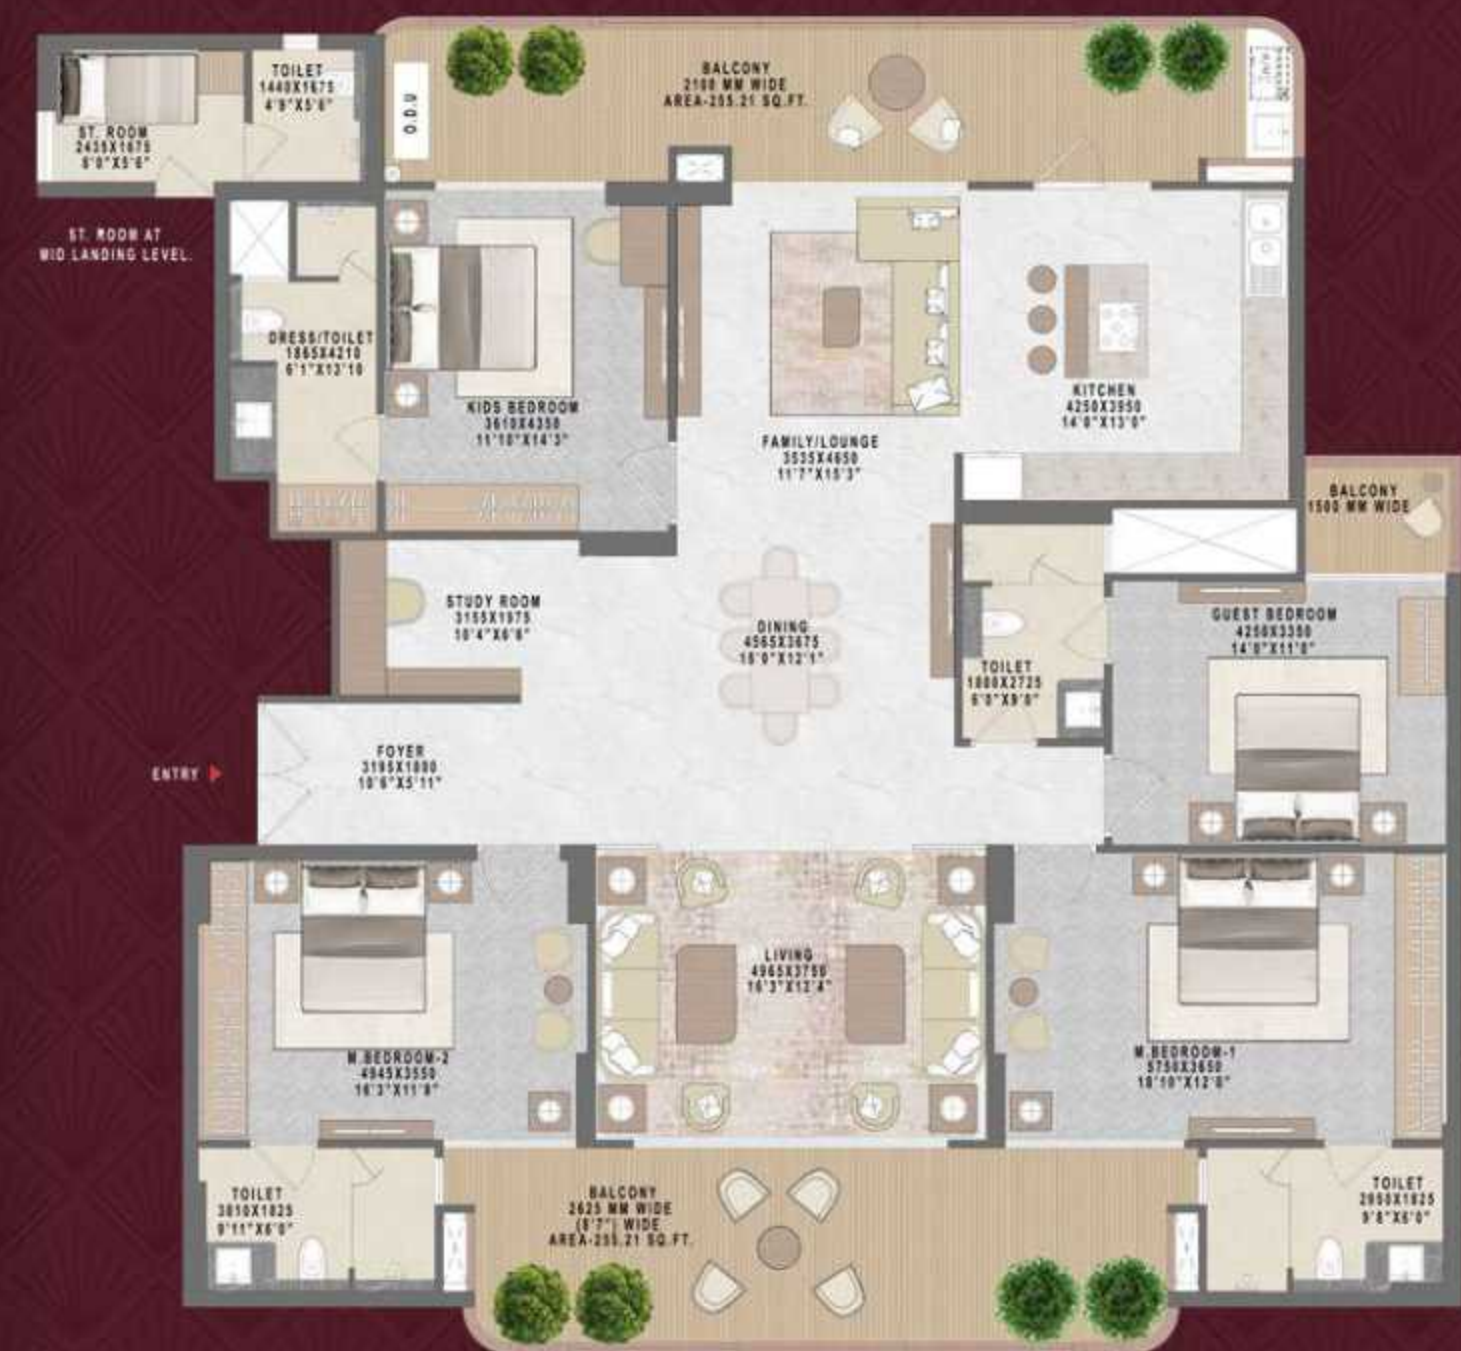 TOILET
1440X1675
4'9"X5'6"
ST. ROOM
2435X1675
8'0"X5'6"
ST. ROOM AT
MID LANDING LEVEL.
O.D.U
BALCONY
2100 MM WIDE
AREA-255.21 SQ.FT.
DRESS/TOILET
1865X4210
6'1"X13'10
KIDS BEDROOM
3610X4350
11'10"X14'3"
FAMILY/LOUNGE
3535X4650
11'7"X15'3"
KITCHEN
4250X3950
14'0"X13'0"
BALCONY
1500 MM WIDE
STUDY ROOM
3155X1975
10'4"X6'6"
DINING
4965X3675
16'0"X12'1"
TOILET
1800X2725
6'0"X9'0"
GUEST BEDROOM
4250X3350
14'0"X11'0"
ENTRY
FOYER
3195X1800
10'6"X5'11"
M.BEDROOM-2
4945X3550
16'3"X11'8"
LIVING
4965X3750
16'3"X12'4"
M.BEDROOM-1
5750X3650
18'10"X12'0"
TOILET
3010X1825
9'11"X6'0"
BALCONY
2625 MM WIDE
(8'7") WIDE
AREA-255.21 SQ.FT.
TOILET
2950X1825
9'8"X6'0"